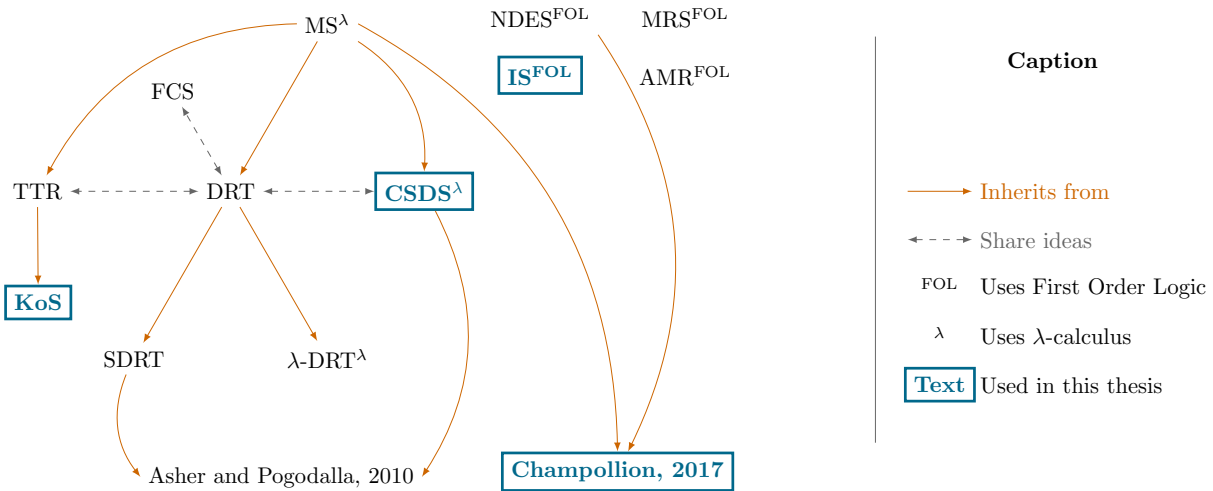 MS^λ
NDES^FOL
MRS^FOL
IS^FOL
AMR^FOL
FCS
TTR
DRT
CSDS^λ
KoS
SDRT
λ-DRT^λ
Asher and Pogodalla, 2010
Champollion, 2017
Caption
Inherits from
Share ideas
FOL Uses First Order Logic
λ Uses λ-calculus
Text Used in this thesis